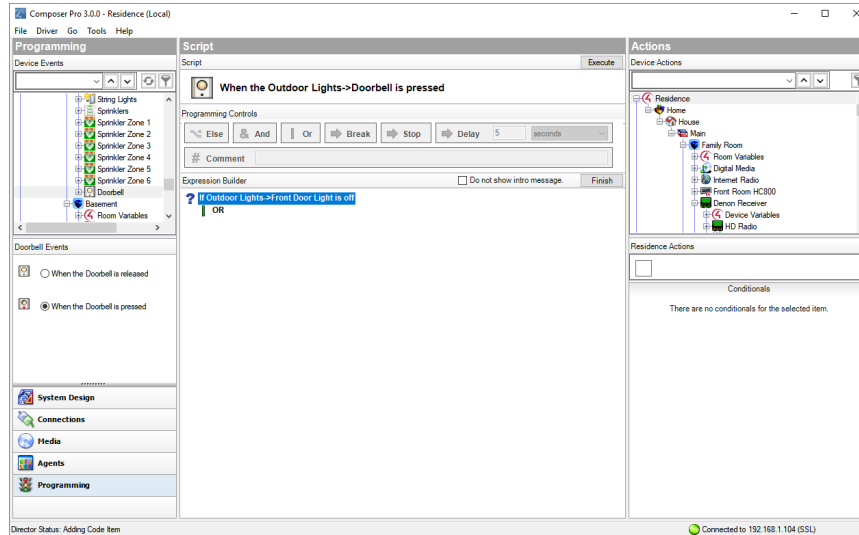 Composer Pro 3.0.0 - Residence (Local)
File Driver Go Tools Help
Programming
Device Events
String Lights
Sprinklers
Sprinkler Zone 1
Sprinkler Zone 2
Sprinkler Zone 3
Sprinkler Zone 4
Sprinkler Zone 5
Sprinkler Zone 6
Doorbell
Basement
Room Variables
Doorbell Events
When the Doorbell is released
When the Doorbell is pressed
System Design
Connections
Media
Agents
Programming
Script
Script Execute
When the Outdoor Lights->Doorbell is pressed
Programming Controls
Else & And Or Break Stop Delay 5 seconds
# Comment
Expression Builder Do not show intro message. Finish
? If Outdoor Lights->Front Door Light is off
OR
Actions
Device Actions
Residence
Home
House
Main
Family Room
Room Variables
Digital Media
Internet Radio
Front Room HC800
Denon Receiver
Device Variables
HD Radio
Residence Actions
Conditionals
There are no conditionals for the selected item.
Director Status: Adding Code Item
Connected to 192.168.1.104 (SSL)